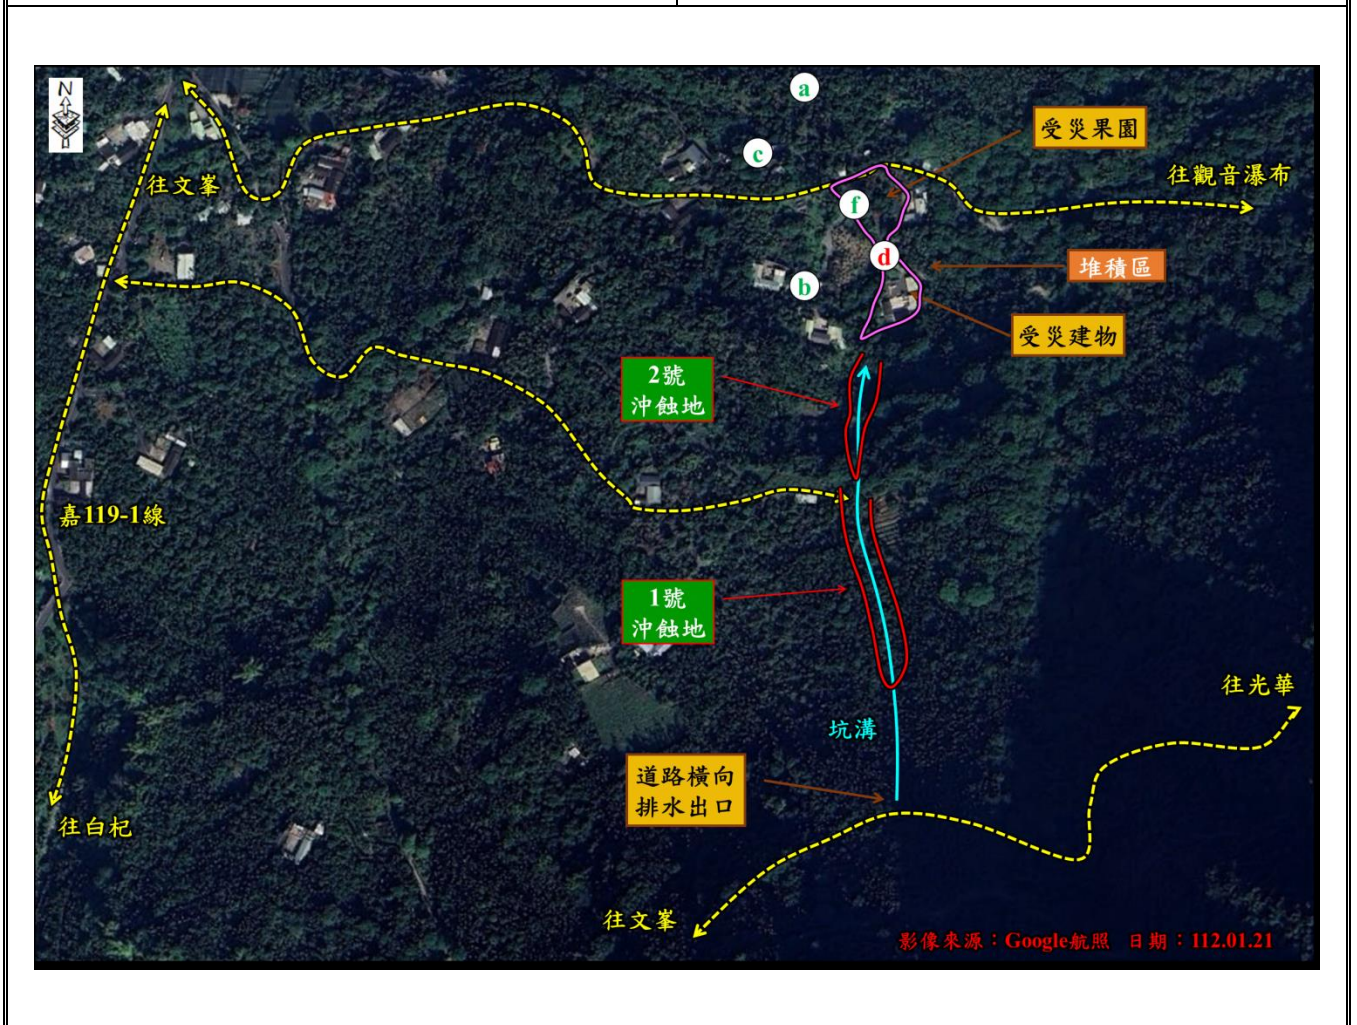 N
a
受災果園
c
往觀音瀑布
往文峯
f
d
堆積區
b
受災建物
2號
沖蝕地
嘉119-1線
1號
沖蝕地
往光華
坑溝
道路橫向
排水出口
往白杞
往文峯
影像來源：Google航照 日期：112.01.21